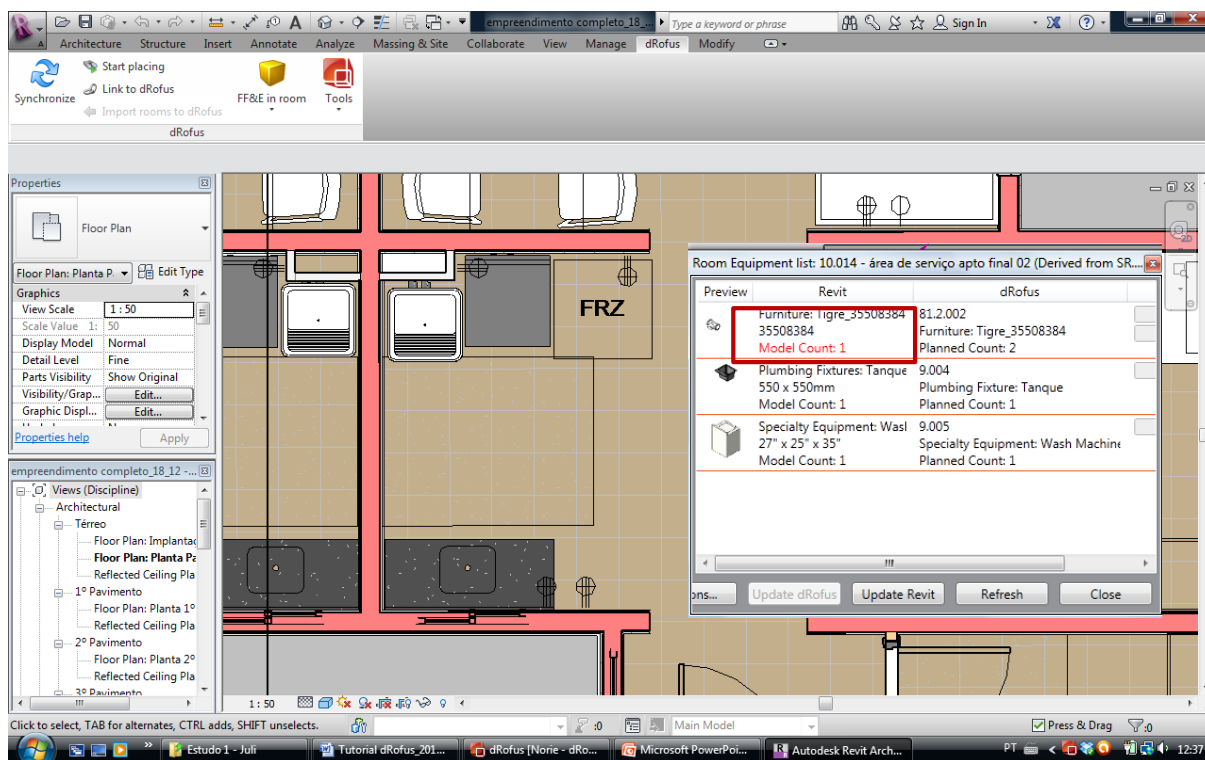 empreendimento completo_18_...
Type a keyword or phrase
Sign In
Architecture Structure Insert Annotate Analyze Massing & Site Collaborate View Manage dRofus Modify
Synchronize
Start placing
Link to dRofus
Import rooms to dRofus
FF&E in room
Tools
dRofus
Properties
Floor Plan
Floor Plan: Planta P. Edit Type
Graphics
View Scale 1 : 50
Scale Value 1: 50
Display Model Normal
Detail Level Fine
Parts Visibility Show Original
Visibility/Grap... Edit...
Graphic Displ... Edit...
Properties help Apply
empreendimento completo_18_12 -...
Views (Discipline)
Architectural
Térreo
Floor Plan: Implantaç
Floor Plan: Planta Pa
Reflected Ceiling Pla
1º Pavimento
Floor Plan: Planta 1º
Reflected Ceiling Pla
2º Pavimento
Floor Plan: Planta 2º
Reflected Ceiling Pla
3º Pavimento
FRZ
2D
Room Equipment list: 10.014 - área de serviço apto final 02 (Derived from SR....
Preview Revit dRofus
Furniture: Tigre_35508384 81.2.002
35508384 Furniture: Tigre_35508384
Model Count: 1 Planned Count: 2
Plumbing Fixtures: Tanque 9.004
550 x 550mm Plumbing Fixture: Tanque
Model Count: 1 Planned Count: 1
Specialty Equipment: Wasl 9.005
27" x 25" x 35" Specialty Equipment: Wash Machine
Model Count: 1 Planned Count: 1
ons... Update dRofus Update Revit Refresh Close
1 : 50
Click to select, TAB for alternates, CTRL adds, SHIFT unselects.
:0
Main Model
Press & Drag
:0
Estudo 1 - Juli
Tutorial dRofus_201...
dRofus [Norie - dRo...
Microsoft PowerPoi...
Autodesk Revit Arch...
PT
12:37